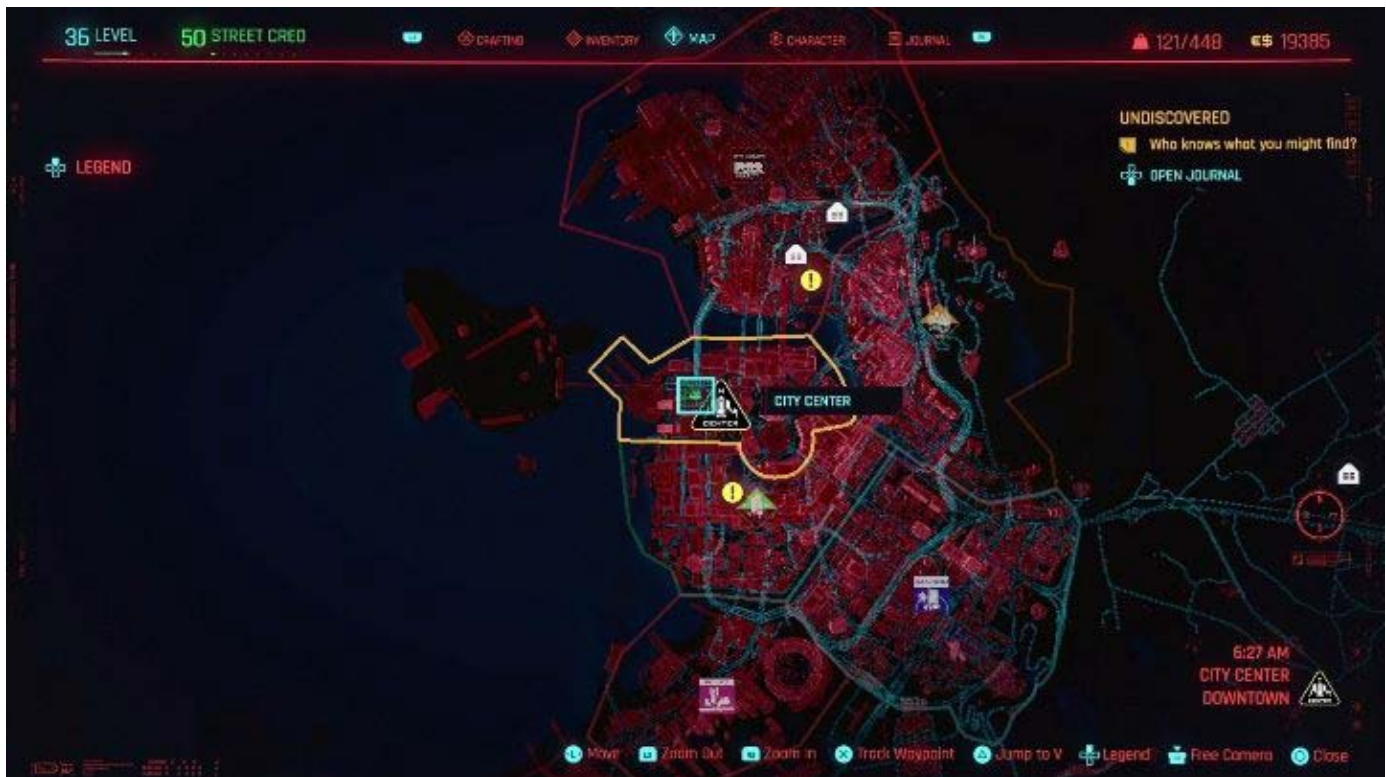 36 LEVEL
50 STREET CRED
CRAFTING
INVENTORY
MAP
CHARACTER
JOURNAL
121/448
€$ 19385
LEGEND
UNDISCOVERED
Who knows what you might find?
OPEN JOURNAL
CITY CENTER
CENTER
6:27 AM
CITY CENTER
DOWNTOWN
L Move
Zoom Out
Zoom In
Track Waypoint
Jump to V
Legend
Free Camera
Close